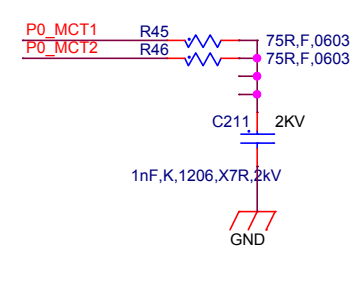 P0_MCT1 R45 75R,F,0603
P0_MCT2 R46 75R,F,0603
C211 2KV
1nF,K,1206,X7R,2kV
GND